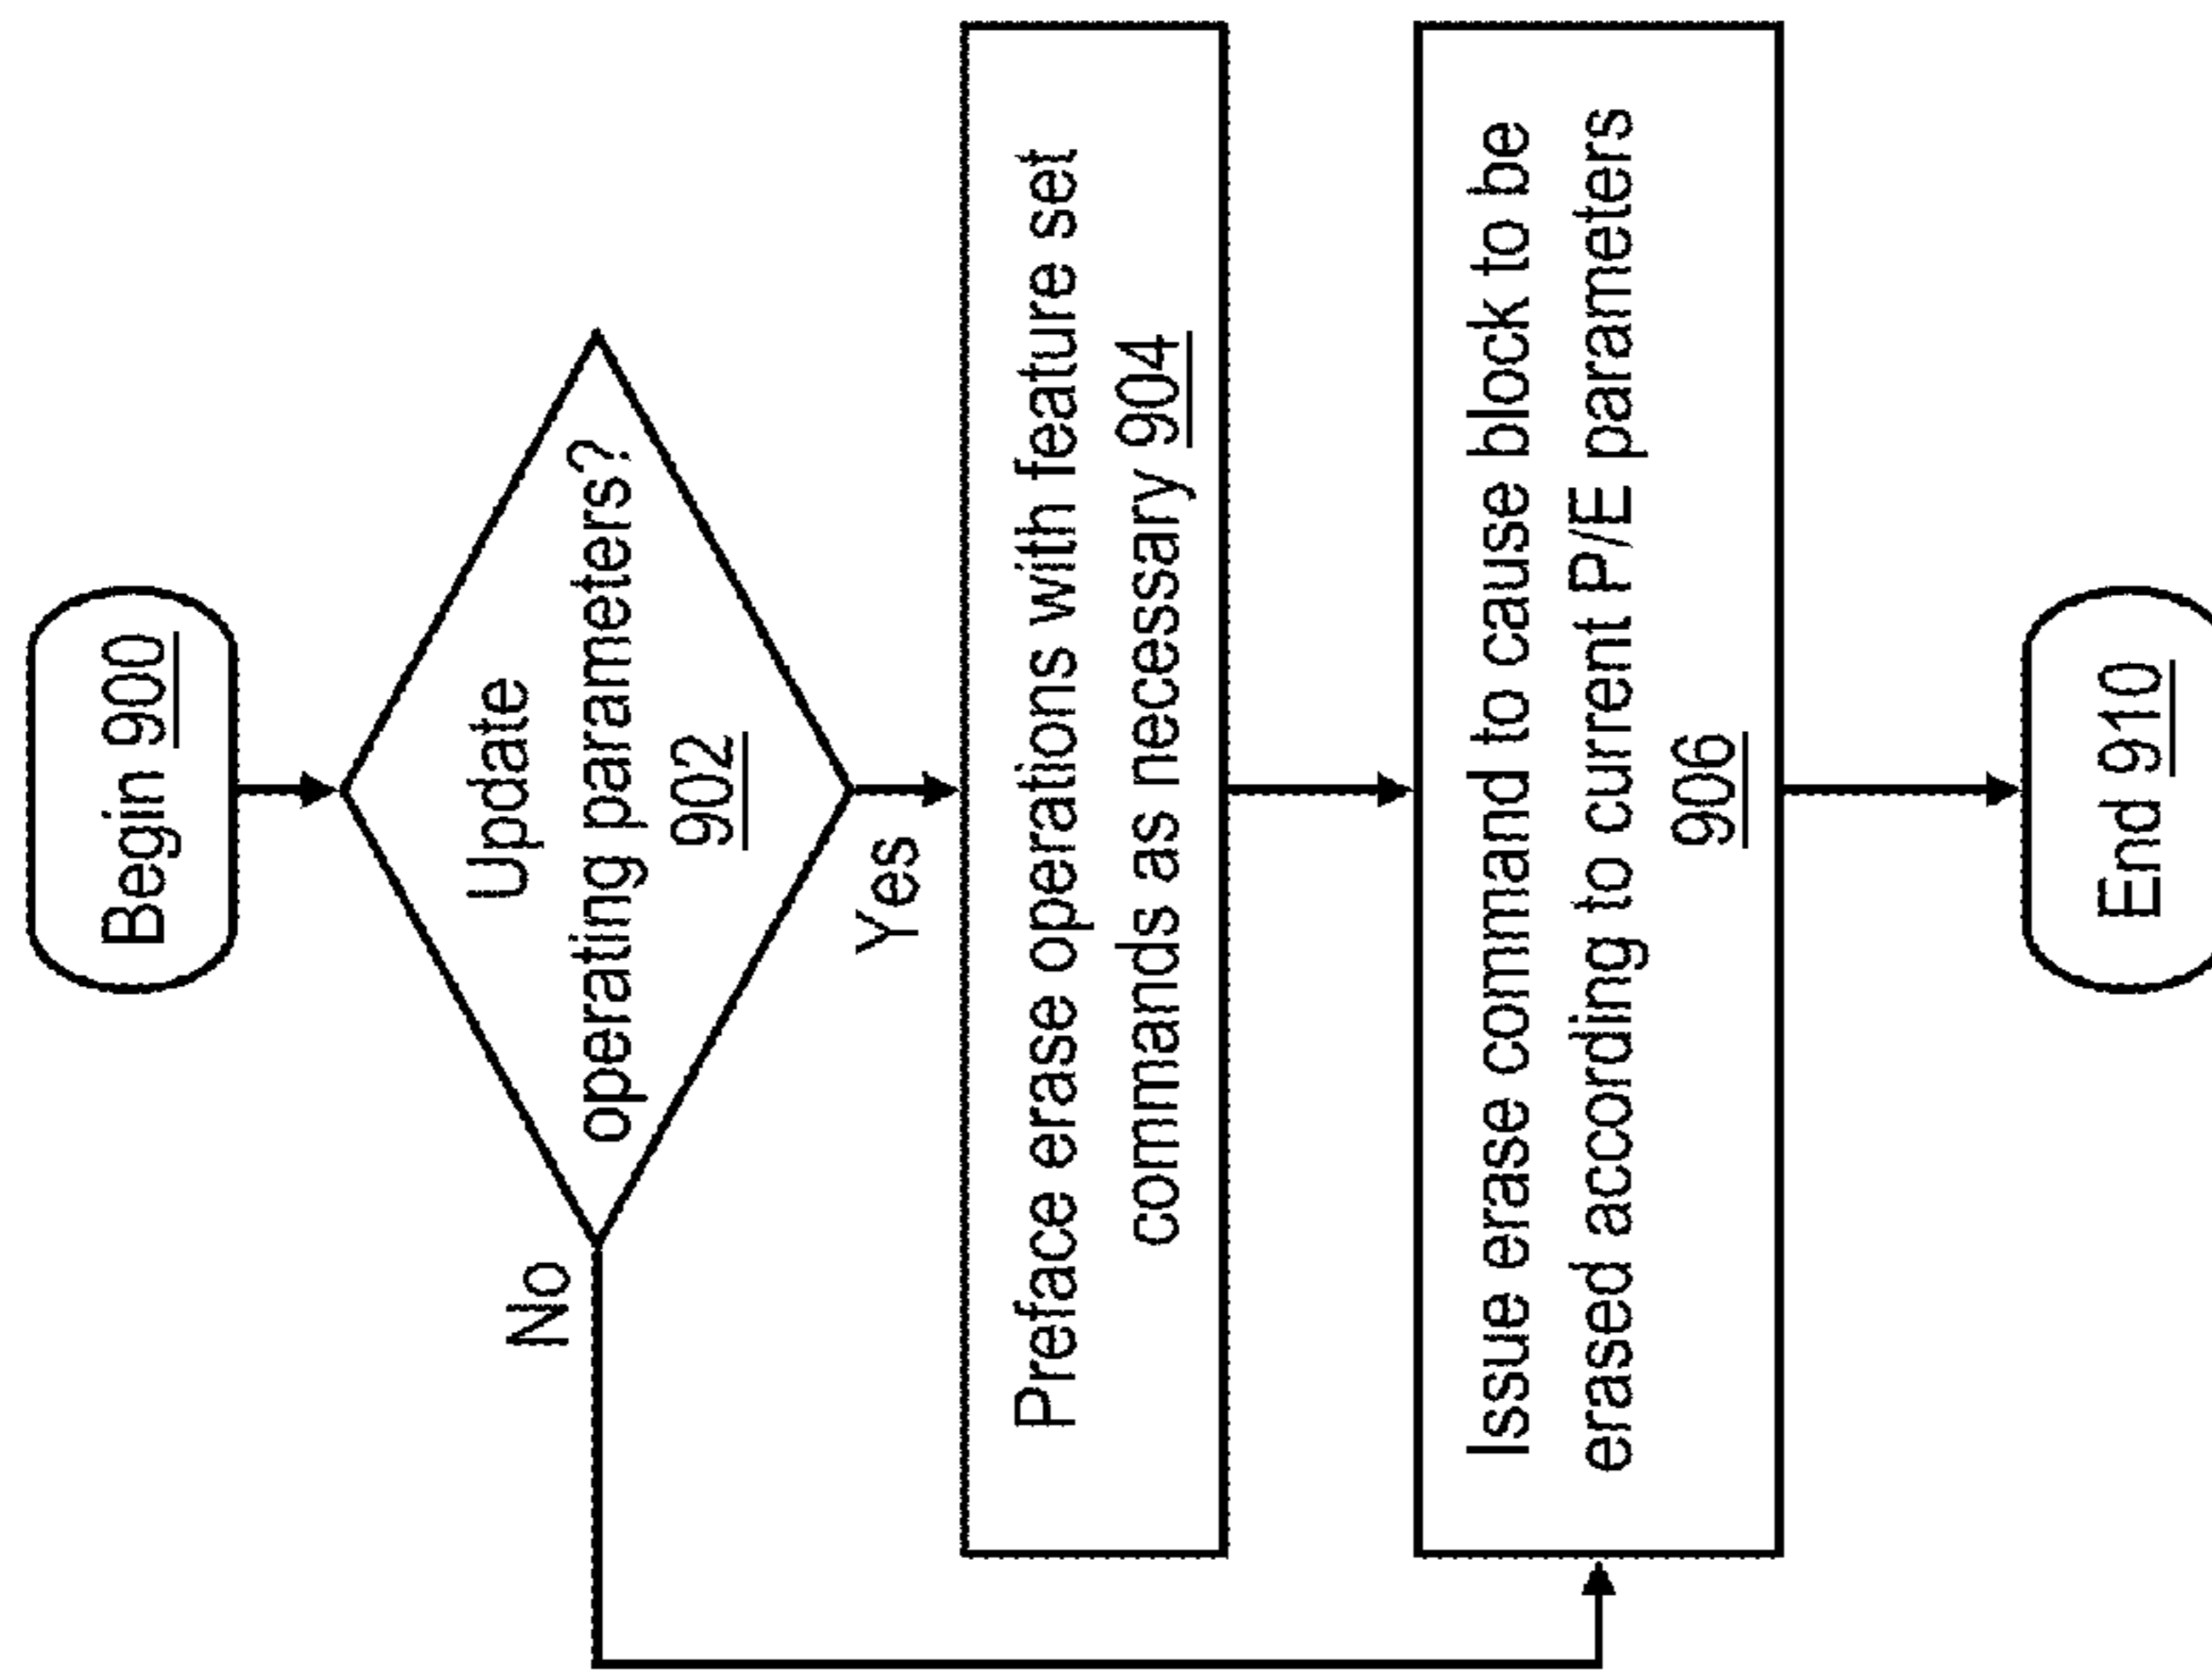 Begin 900
Update
operating parameters?
902
No
Yes
Preface erase operations with feature set
commands as necessary 904
Issue erase command to cause block to be
erased according to current P/E parameters
906
End 910